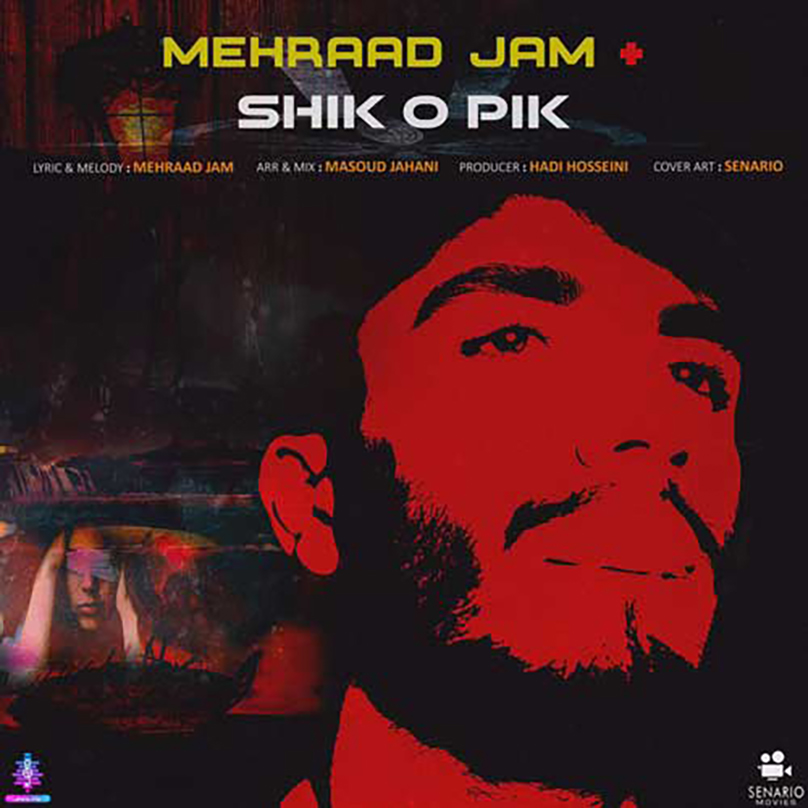 MEHRAAD JAM +
SHIK O PIK
LYRIC & MELODY : MEHRAAD JAM ARR & MIX : MASOUD JAHANI PRODUCER : HADI HOSSEINI COVER ART : SENARIO
SENARIO
MOVIES